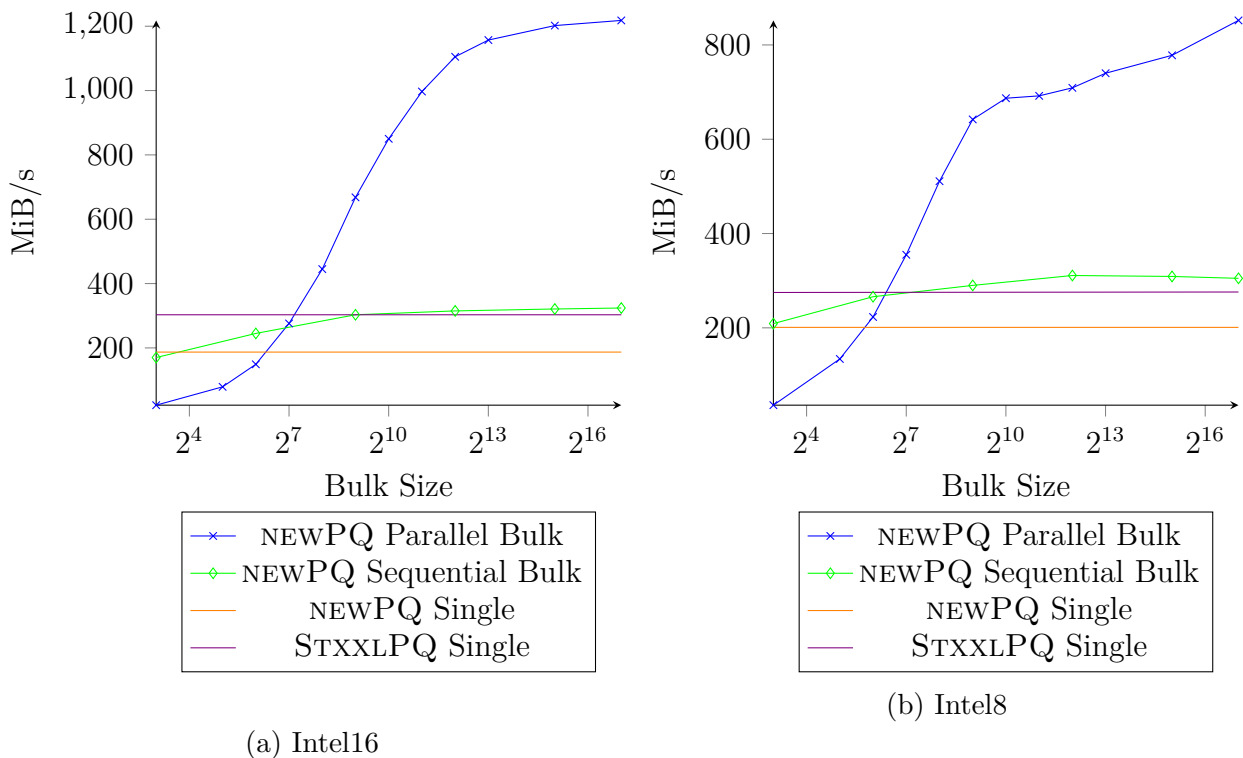 1,200
1,000
800
600
400
200
MiB/s
2^4 2^7 2^10 2^13 2^16
Bulk Size
NEWPQ Parallel Bulk
NEWPQ Sequential Bulk
NEWPQ Single
STXXLPQ Single
(a) Intel16
800
600
400
200
MiB/s
2^4 2^7 2^10 2^13 2^16
Bulk Size
NEWPQ Parallel Bulk
NEWPQ Sequential Bulk
NEWPQ Single
STXXLPQ Single
(b) Intel8